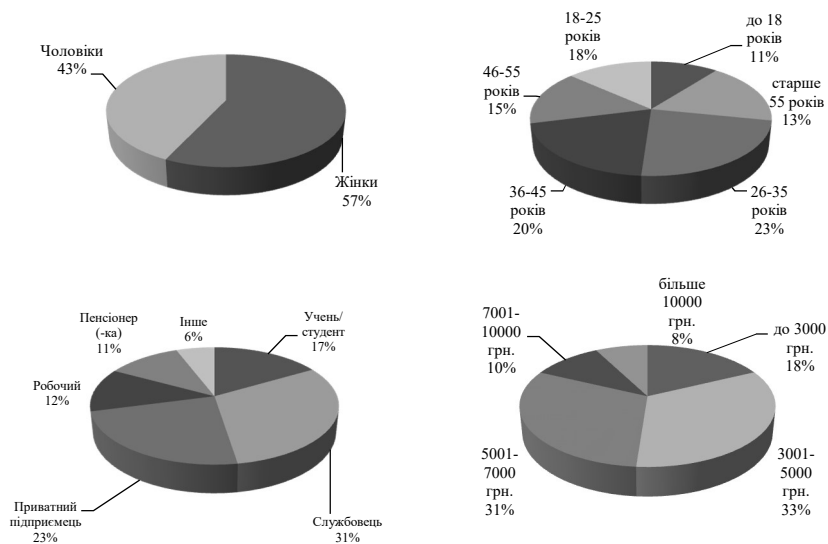 Чоловіки
43%
Жінки
57%
18-25
років
18%
до 18
років
11%
46-55
років
15%
старше
55 років
13%
36-45
років
20%
26-35
років
23%
Пенсіонер
(-ка)
11%
Інше
6%
Учень/
студент
17%
Робочий
12%
Приватний
підприємець
23%
Службовець
31%
7001-
10000
грн.
10%
більше
10000
грн.
8%
до 3000
грн.
18%
5001-
7000
грн.
31%
3001-
5000
грн.
33%